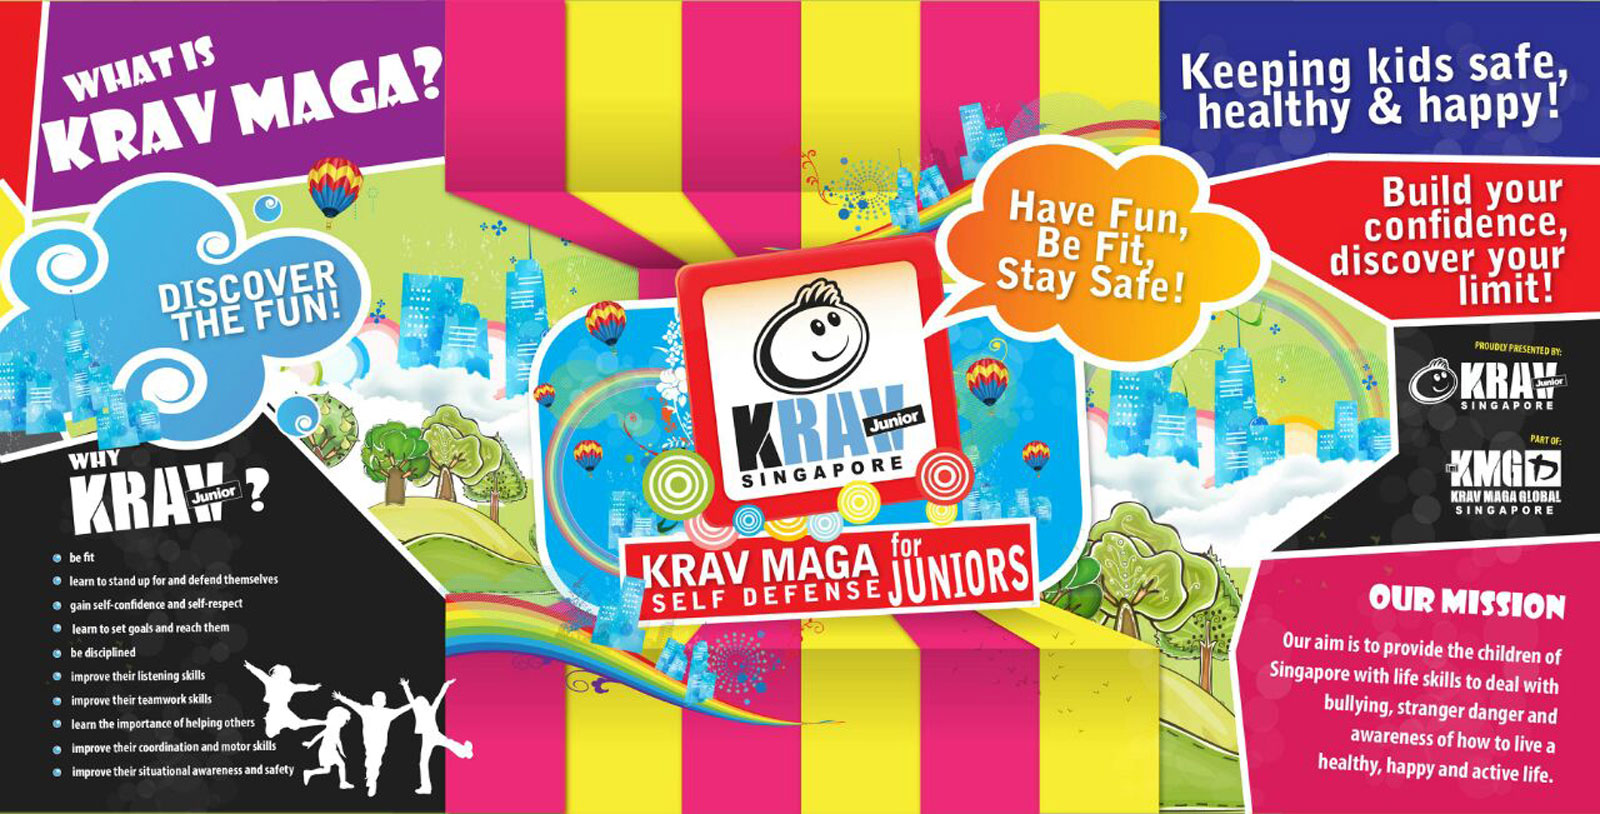 WHAT IS
KRAV MAGA?
DISCOVER
THE FUN!
WHY
KRAV Junior ?
be fit
learn to stand up for and defend themselves
gain self-confidence and self-respect
learn to set goals and reach them
be disciplined
improve their listening skills
improve their teamwork skills
learn the importance of helping others
improve their coordination and motor skills
improve their situational awareness and safety
Have Fun,
Be Fit,
Stay Safe!
KRAV Junior
SINGAPORE
KRAV MAGA for JUNIORS
SELF DEFENSE
Keeping kids safe,
healthy & happy!
Build your
confidence,
discover your
limit!
PROUDLY PRESENTED BY:
KRAV Junior
SINGAPORE
PART OF:
KMG
KRAV MAGA GLOBAL
SINGAPORE
OUR MISSION
Our aim is to provide the children of
Singapore with life skills to deal with
bullying, stranger danger and
awareness of how to live a
healthy, happy and active life.